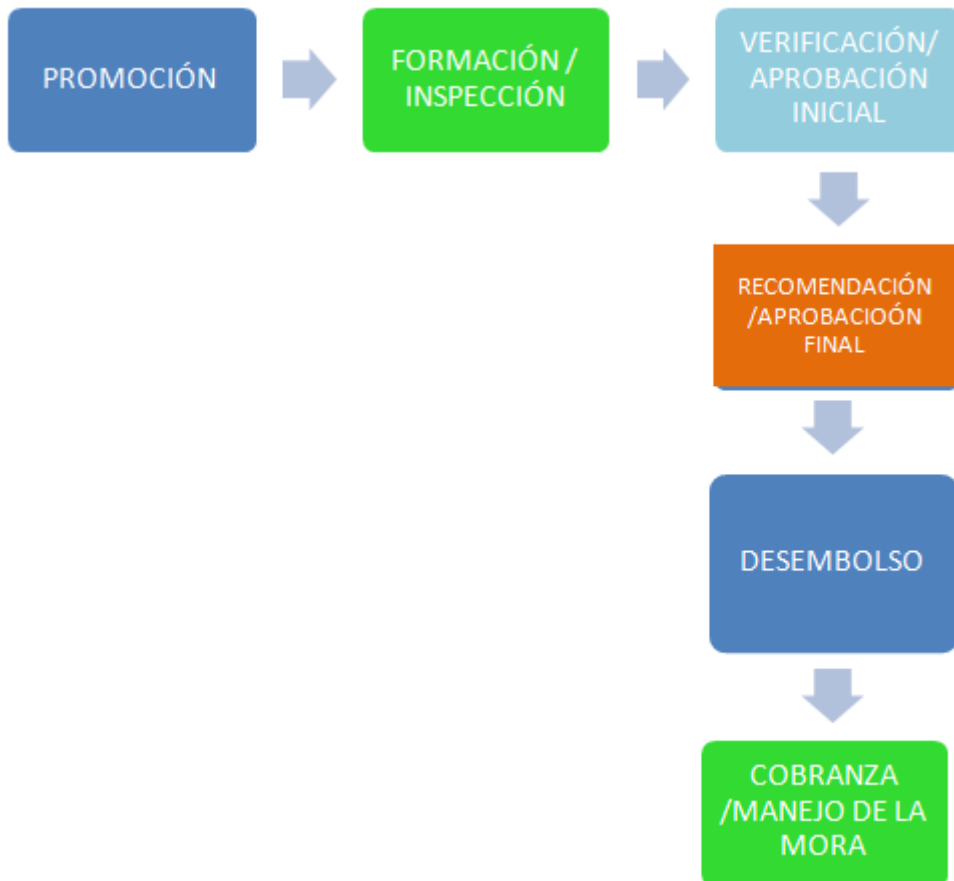 PROMOCIÓN
FORMACIÓN /
INSPECCIÓN
VERIFICACIÓN/
APROBACIÓN
INICIAL
RECOMENDACIÓN
/APROBACIOÓN
FINAL
DESEMBOLSO
COBRANZA
/MANEJO DE LA
MORA